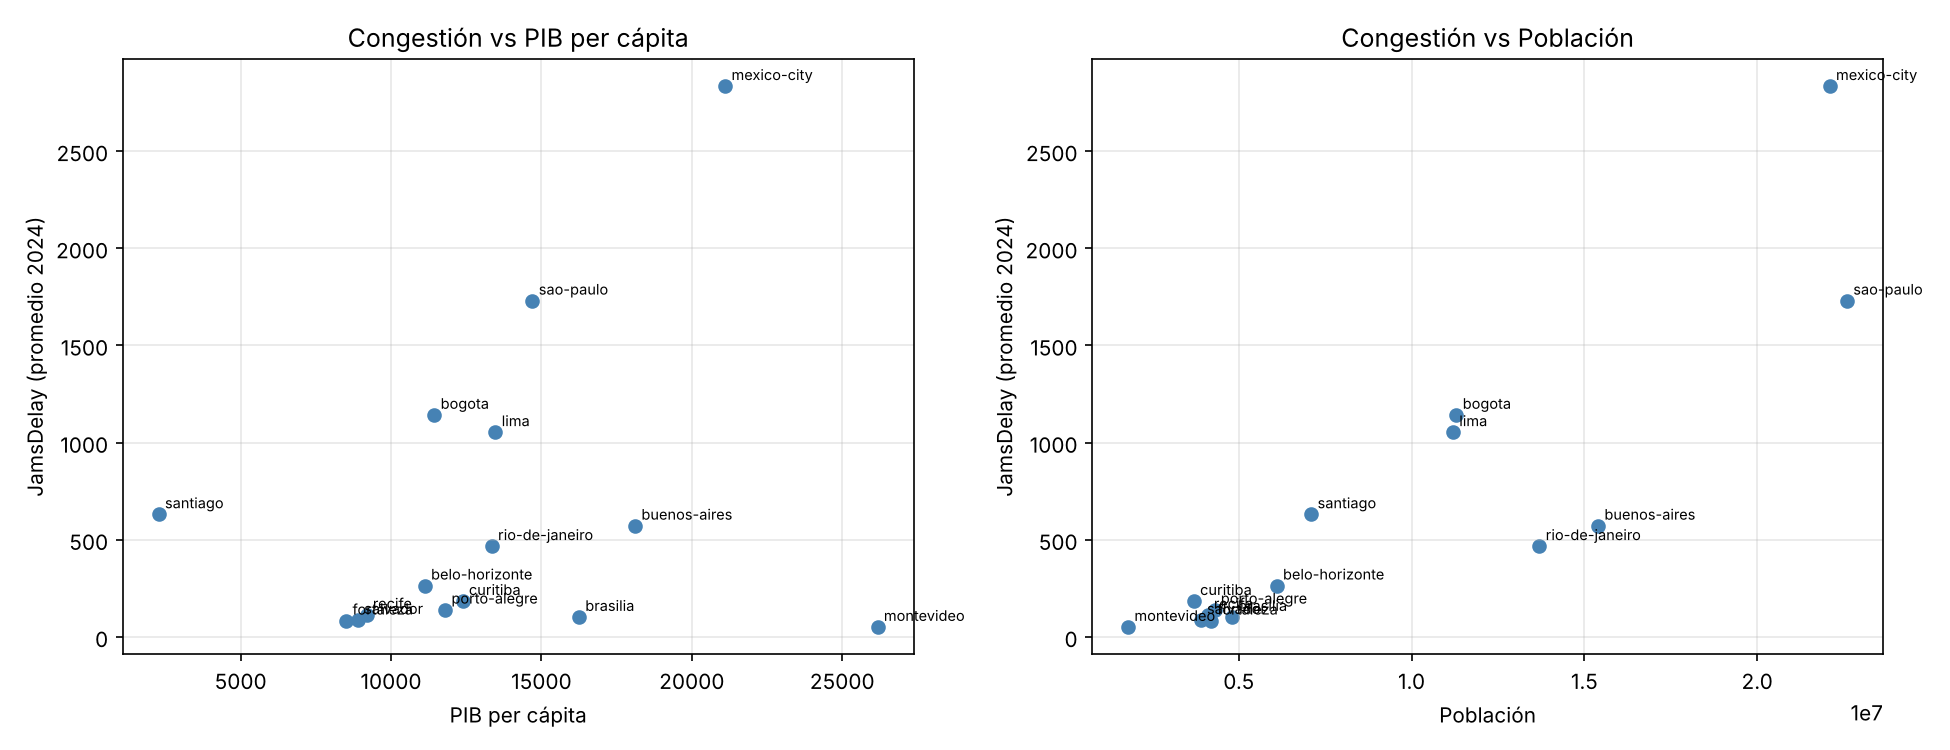 Congestión vs PIB per cápita
JamsDelay (promedio 2024)
2500
2000
1500
1000
500
0
mexico-city
sao-paulo
bogota
lima
santiago
buenos-aires
rio-de-janeiro
belo-horizonte
curitiba
porto-alegre
recife
brasilia
montevideo
5000
10000
15000
20000
25000
PIB per cápita
Congestión vs Población
JamsDelay (promedio 2024)
2500
2000
1500
1000
500
0
mexico-city
sao-paulo
bogota
lima
santiago
buenos-aires
rio-de-janeiro
belo-horizonte
curitiba
porto-alegre
montevideo
0.5
1.0
1.5
2.0
1e7
Población